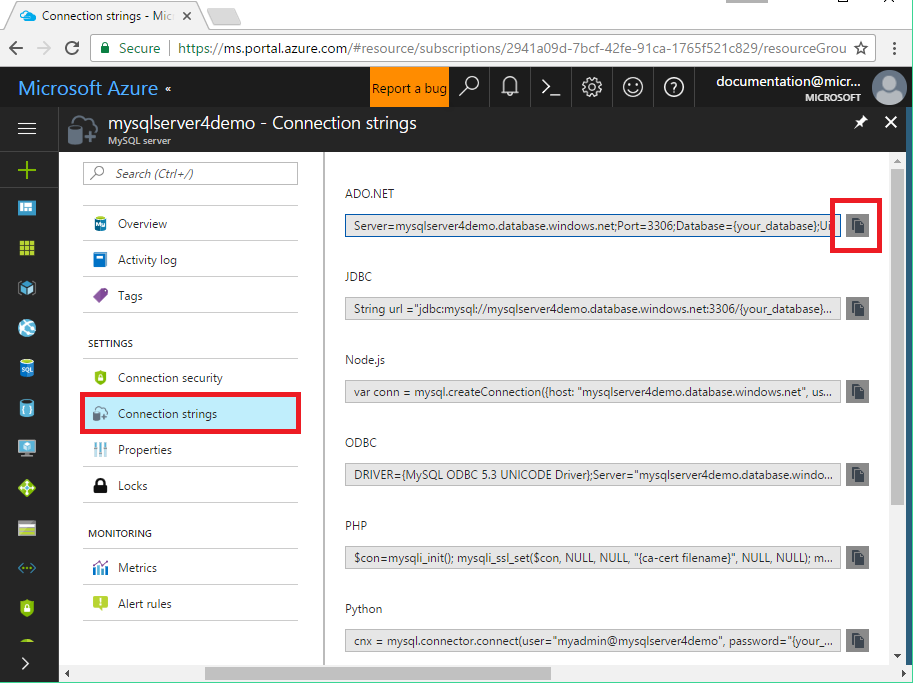 Connection strings - Mic
Secure
https://ms.portal.azure.com/#resource/subscriptions/2941a09d-7bcf-42fe-91ca-1765f521c829/resourceGrou
Microsoft Azure «
Report a bug
documentation@micr...
MICROSOFT
mysqlserver4demo - Connection strings
MySQL server
Search (Ctrl+/)
Overview
Activity log
Tags
SETTINGS
Connection security
Connection strings
Properties
Locks
MONITORING
Metrics
Alert rules
ADO.NET
Server=mysqlserver4demo.database.windows.net;Port=3306;Database={your_database};Ui
JDBC
String url ="jdbc:mysql://mysqlserver4demo.database.windows.net:3306/{your_database}...
Node.js
var conn = mysql.createConnection({host: "mysqlserver4demo.database.windows.net", us...
ODBC
DRIVER={MySQL ODBC 5.3 UNICODE Driver};Server="mysqlserver4demo.database.windo...
PHP
$con=mysqli_init(); mysqli_ssl_set($con, NULL, NULL, "{ca-cert filename}", NULL, NULL); m...
Python
cnx = mysql.connector.connect(user="myadmin@mysqlserver4demo", password="{your_...